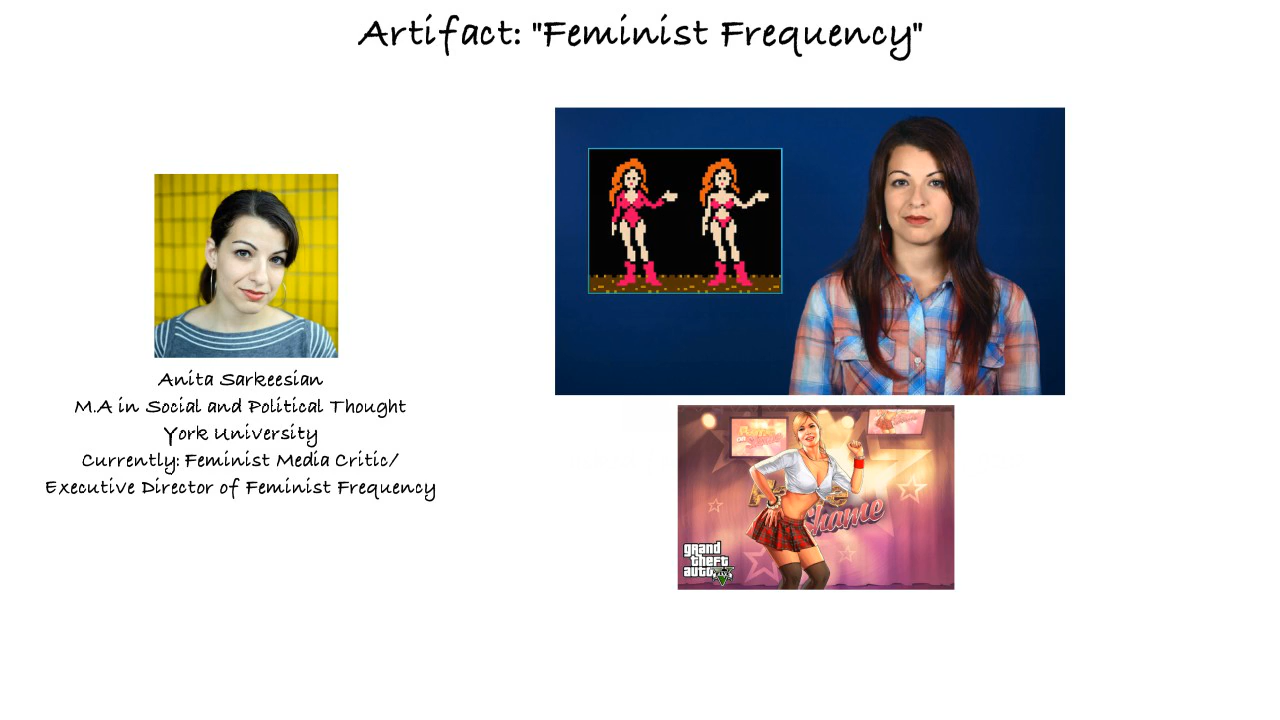 Artifact: "Feminist Frequency"
Anita Sarkeesian
M.A in Social and Political Thought
York University
Currently: Feminist Media Critic/
Executive Director of Feminist Frequency
Shame
grand
theft
auto